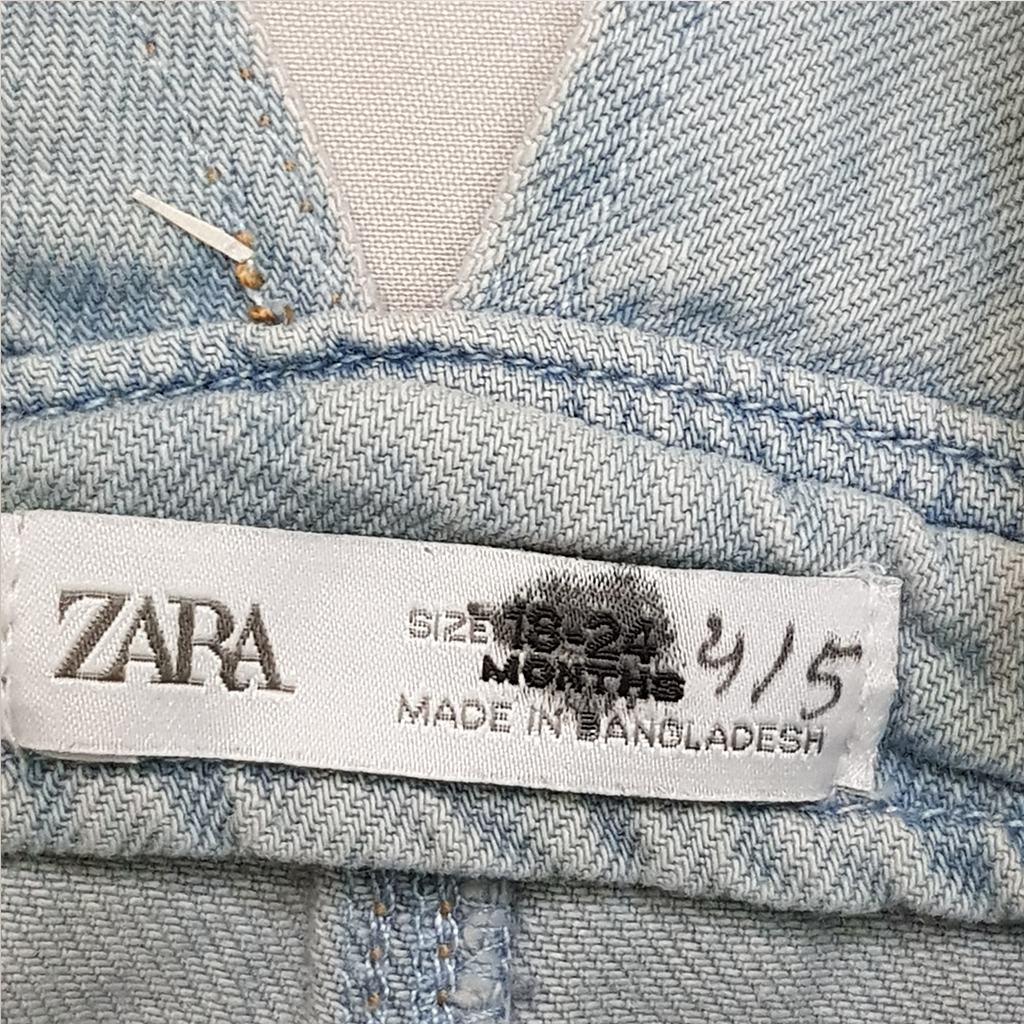 ZARA
SIZE 18-24
MONTHS
4/5
MADE IN BANGLADESH